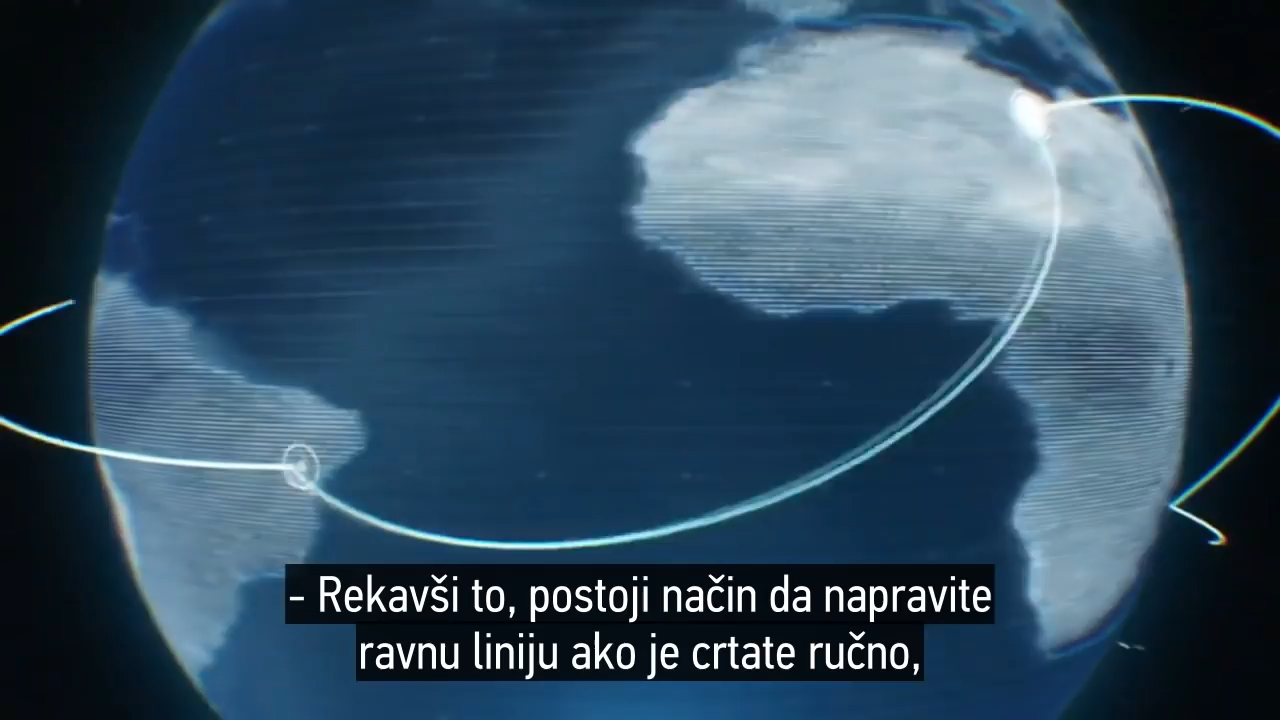 - Rekavši to, postoji način da napravite
ravnu liniju ako je crtate ručno,